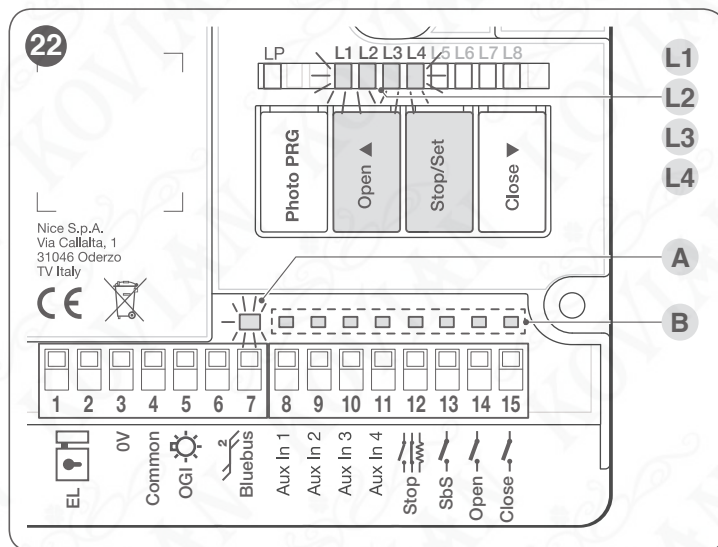 22
LP L1 L2 L3 L4 L5 L6 L7 L8
L1
L2
L3
L4
Photo PRG
Open ▲
Stop/Set
Close ▼
Nice S.p.A.
Via Callalta, 1
31046 Oderzo
TV Italy
CE
A
B
1 2 3 4 5 6 7 8 9 10 11 12 13 14 15
EL
0V
Common
OGI
2
Bluebus
Aux In 1
Aux In 2
Aux In 3
Aux In 4
Stop
SbS
Open
Close
KOVIAN